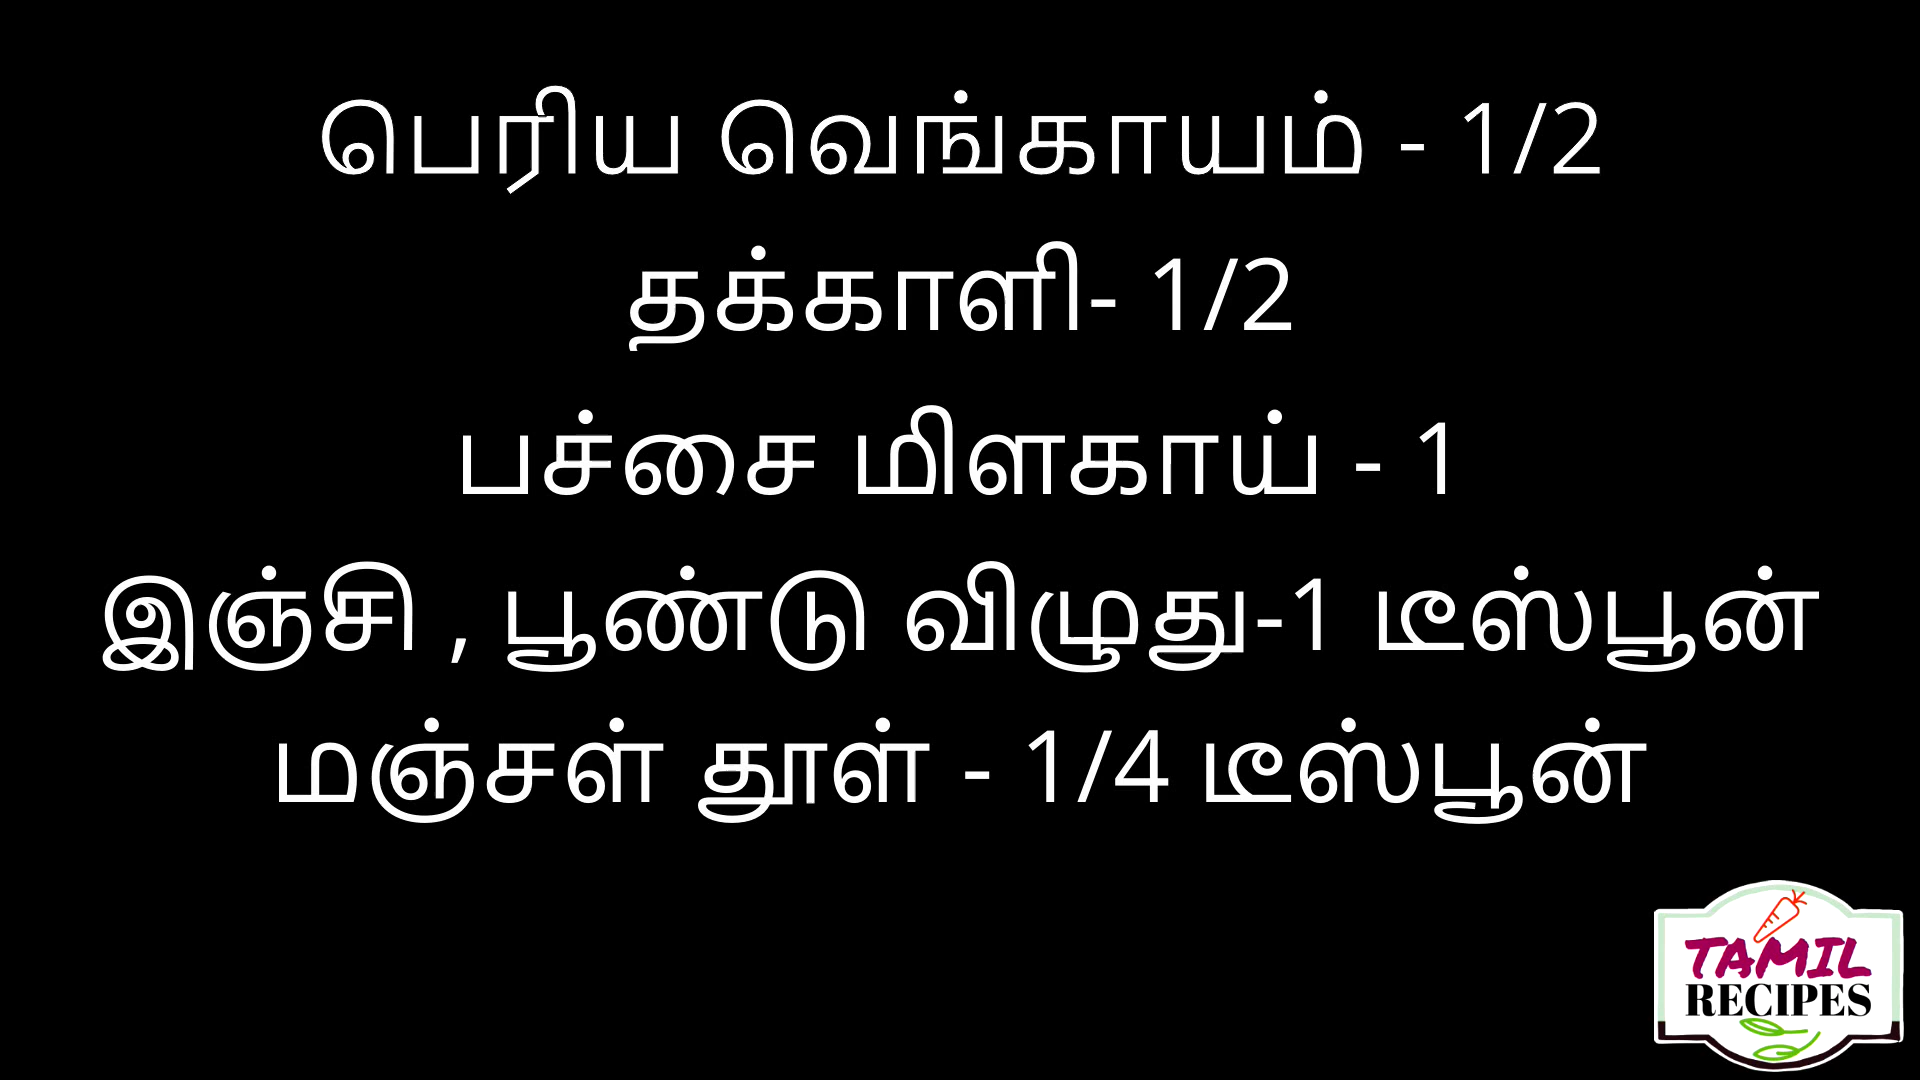 பெரிய வெங்காயம் - 1/2
தக்காளி- 1/2
பச்சை மிளகாய் - 1
இஞ்சி , பூண்டு விழுது-1 டீஸ்பூன்
மஞ்சள் தூள் - 1/4 டீஸ்பூன்
TAMIL
RECIPES